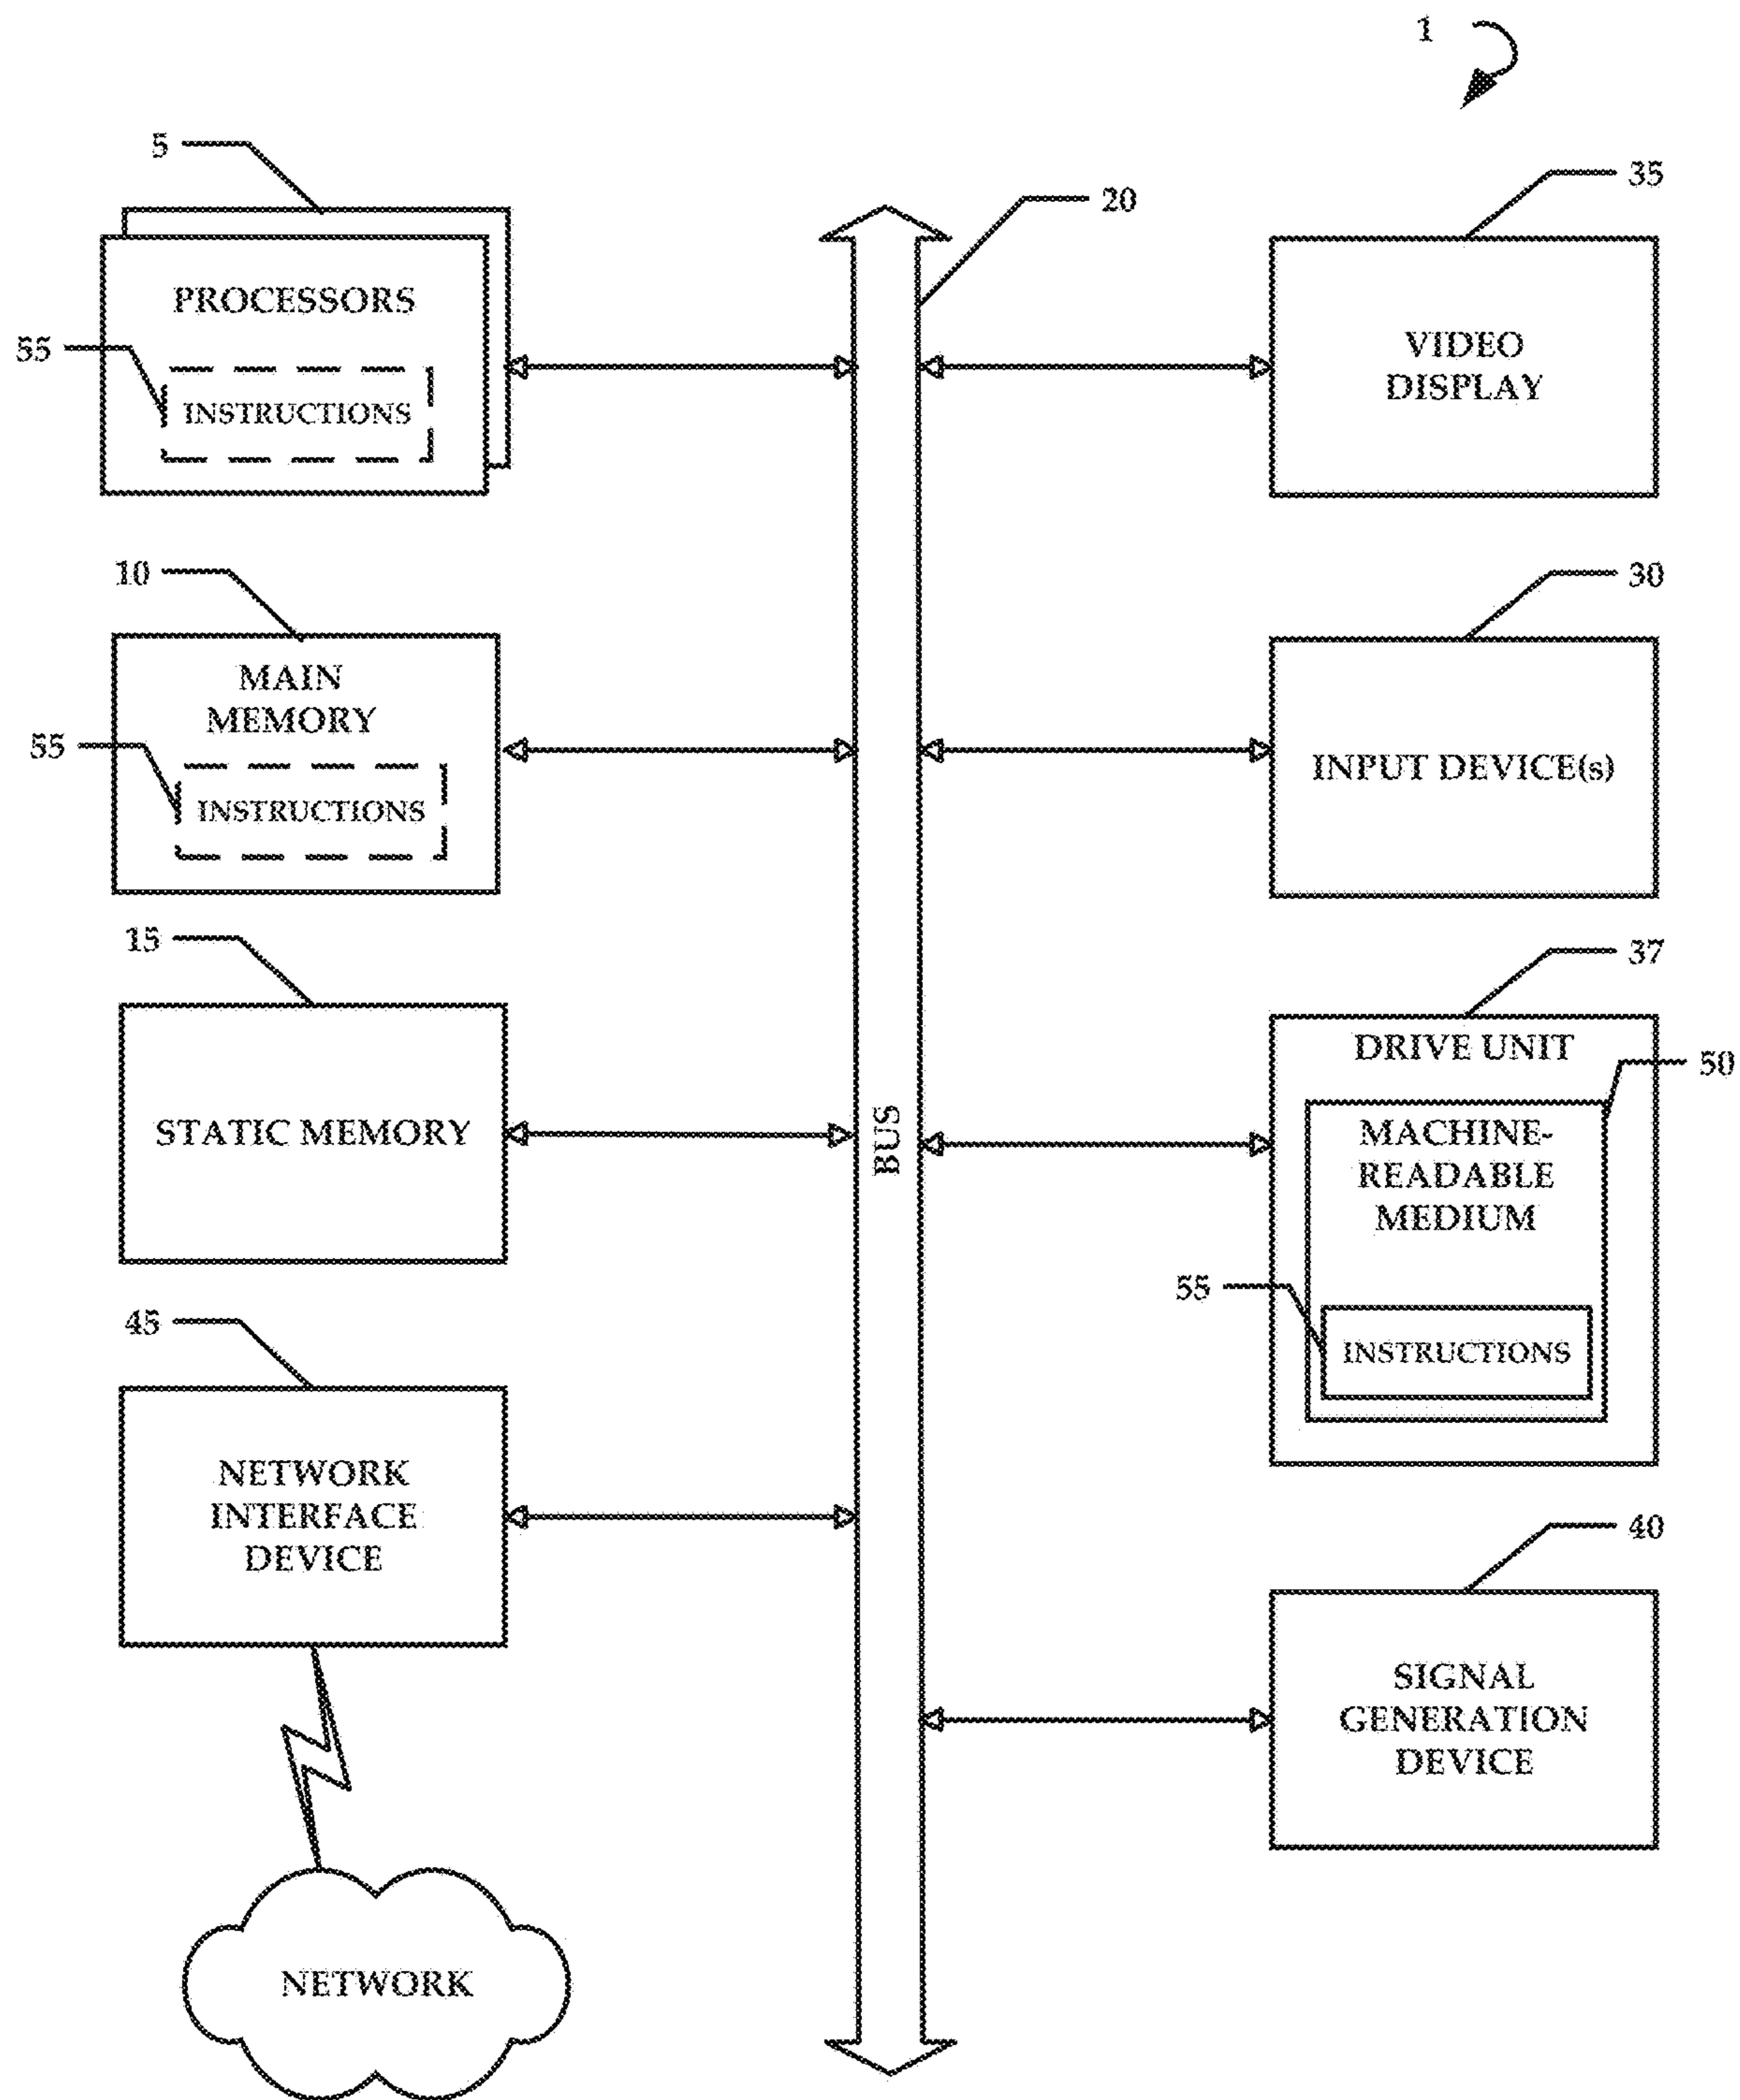 1
5
20
35
PROCESSORS
55
INSTRUCTIONS
VIDEO
DISPLAY
10
30
MAIN
MEMORY
55
INSTRUCTIONS
INPUT DEVICE(s)
15
37
STATIC MEMORY
BUS
DRIVE UNIT
50
MACHINE-
READABLE
MEDIUM
55
INSTRUCTIONS
45
NETWORK
INTERFACE
DEVICE
40
SIGNAL
GENERATION
DEVICE
NETWORK